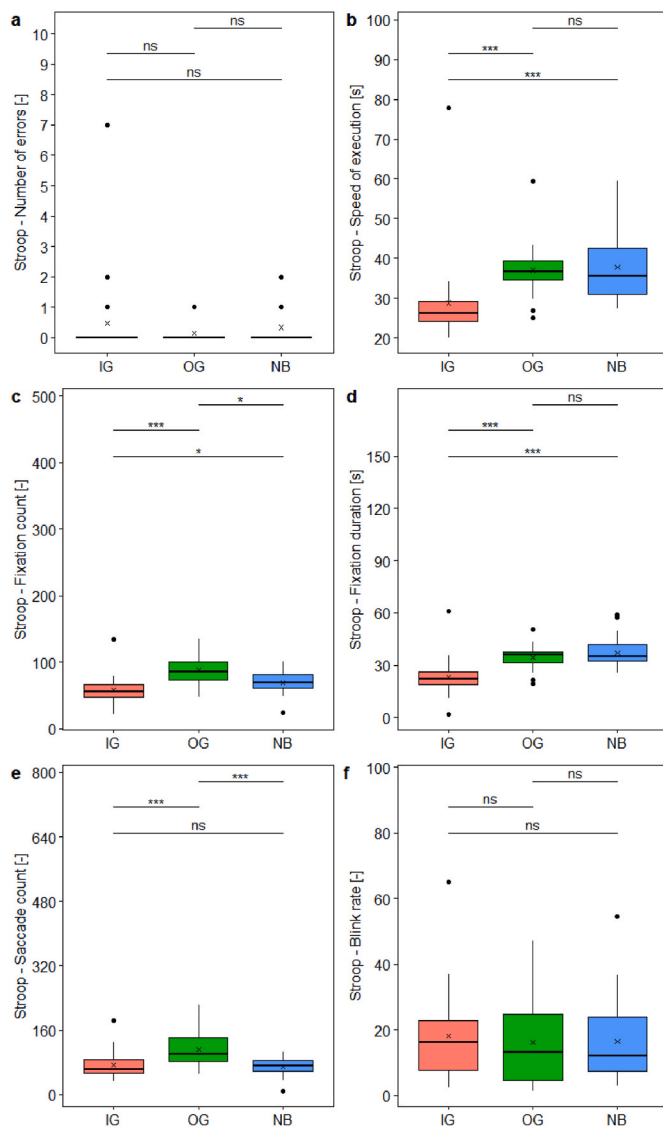 a
Stroop - Number of errors [-]
10
9
8
7
6
5
4
3
2
1
0
ns
ns
ns
IG OG NB
b
Stroop - Speed of execution [s]
100
90
80
70
60
50
40
30
20
ns
***
***
IG OG NB
c
Stroop - Fixation count [-]
500
400
300
200
100
0
*
***
*
IG OG NB
d
Stroop - Fixation duration [s]
150
120
90
60
30
0
ns
***
***
IG OG NB
e
Stroop - Saccade count [-]
800
640
480
320
160
0
***
***
ns
IG OG NB
f
Stroop - Blink rate [-]
100
80
60
40
20
0
ns
ns
ns
IG OG NB